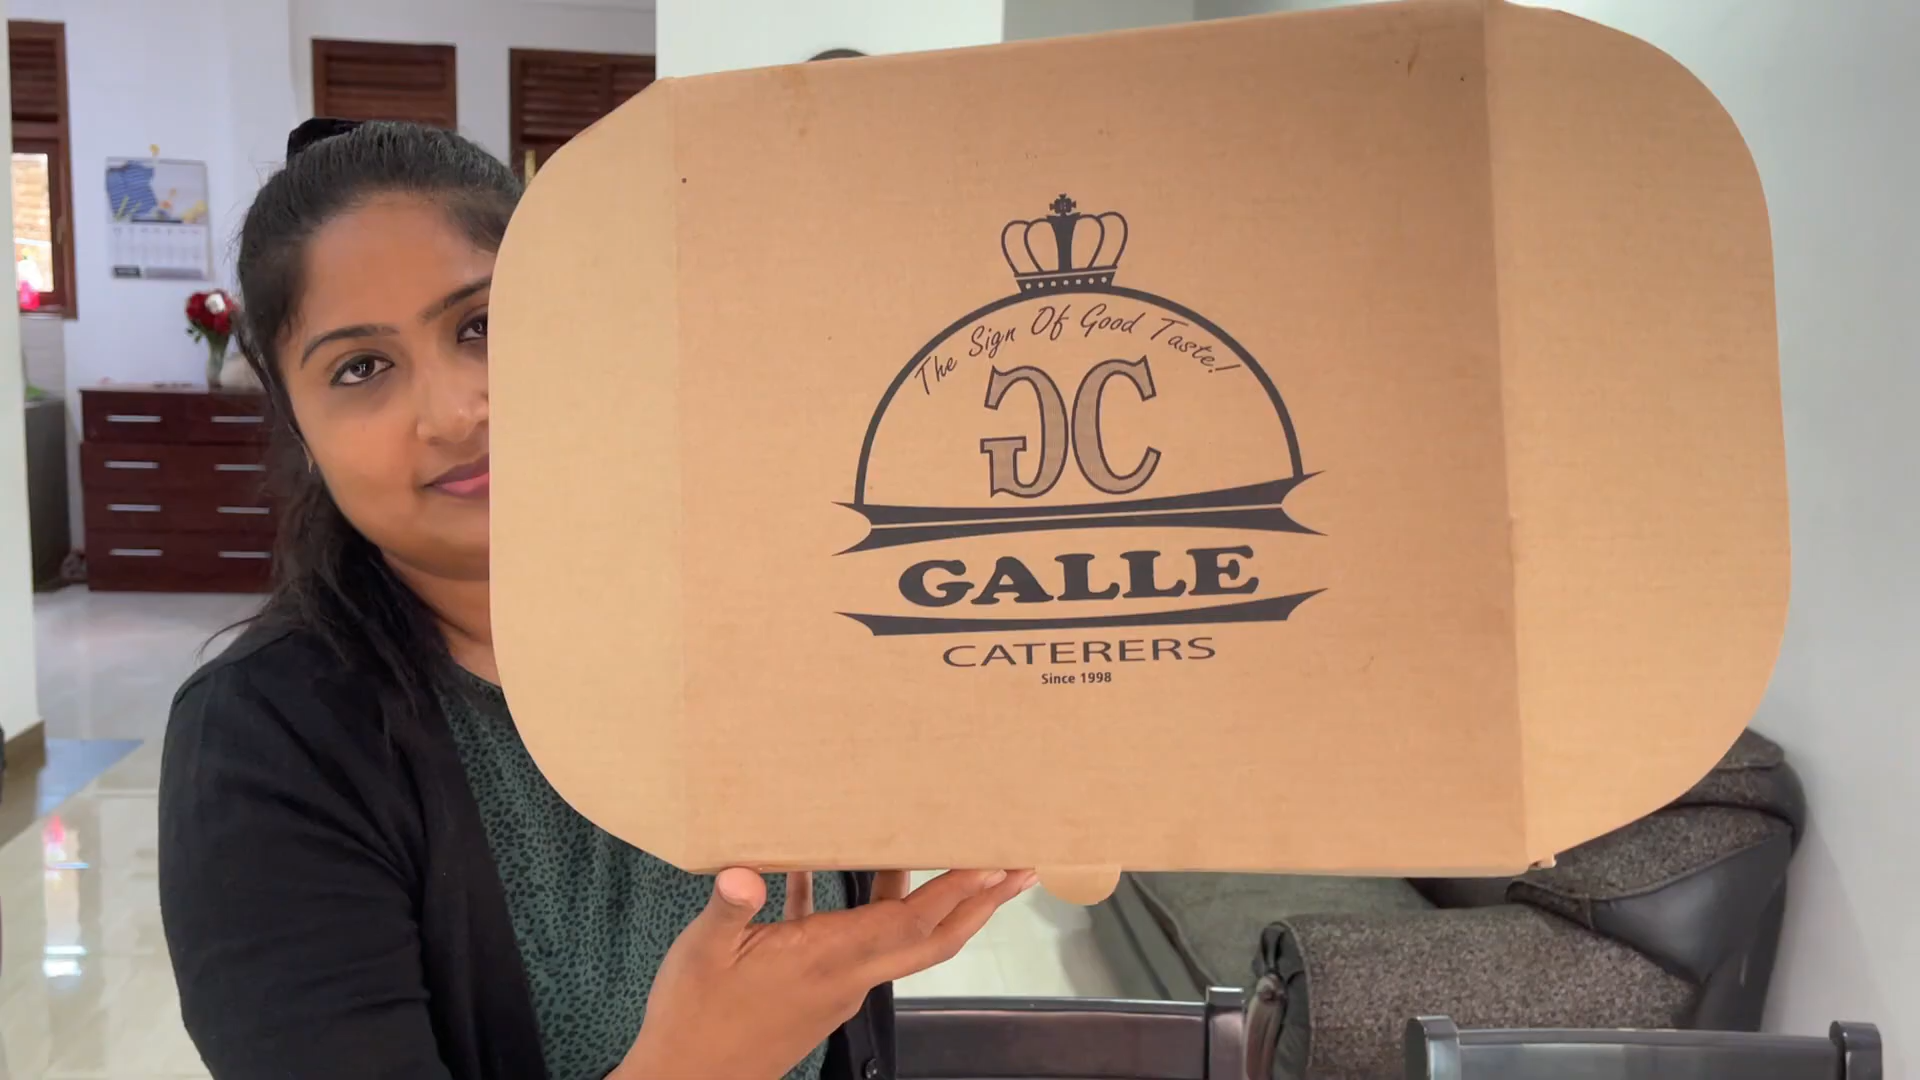 The Sign Of Good Taste!
GC
GALLE
CATERERS
Since 1998